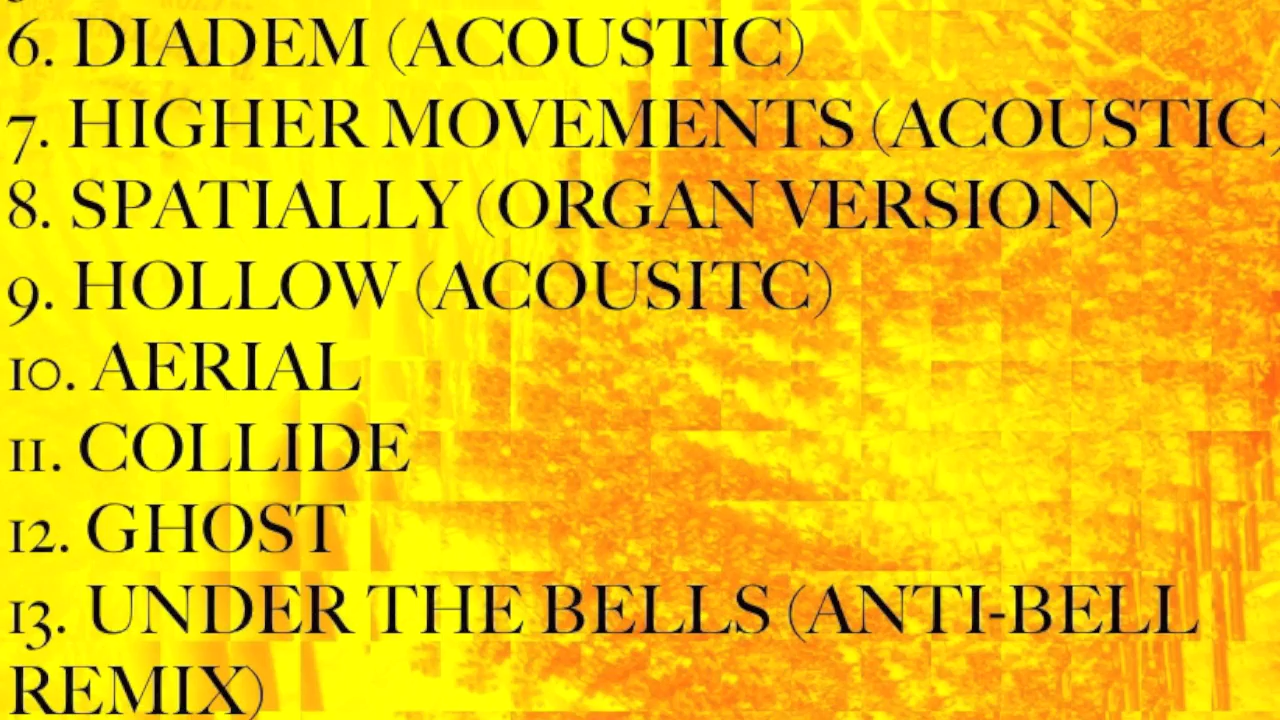 6. DIADEM (ACOUSTIC)
7. HIGHER MOVEMENTS (ACOUSTIC)
8. SPATIALLY (ORGAN VERSION)
9. HOLLOW (ACOUSITC)
10. AERIAL
11. COLLIDE
12. GHOST
13. UNDER THE BELLS (ANTI-BELL
REMIX)